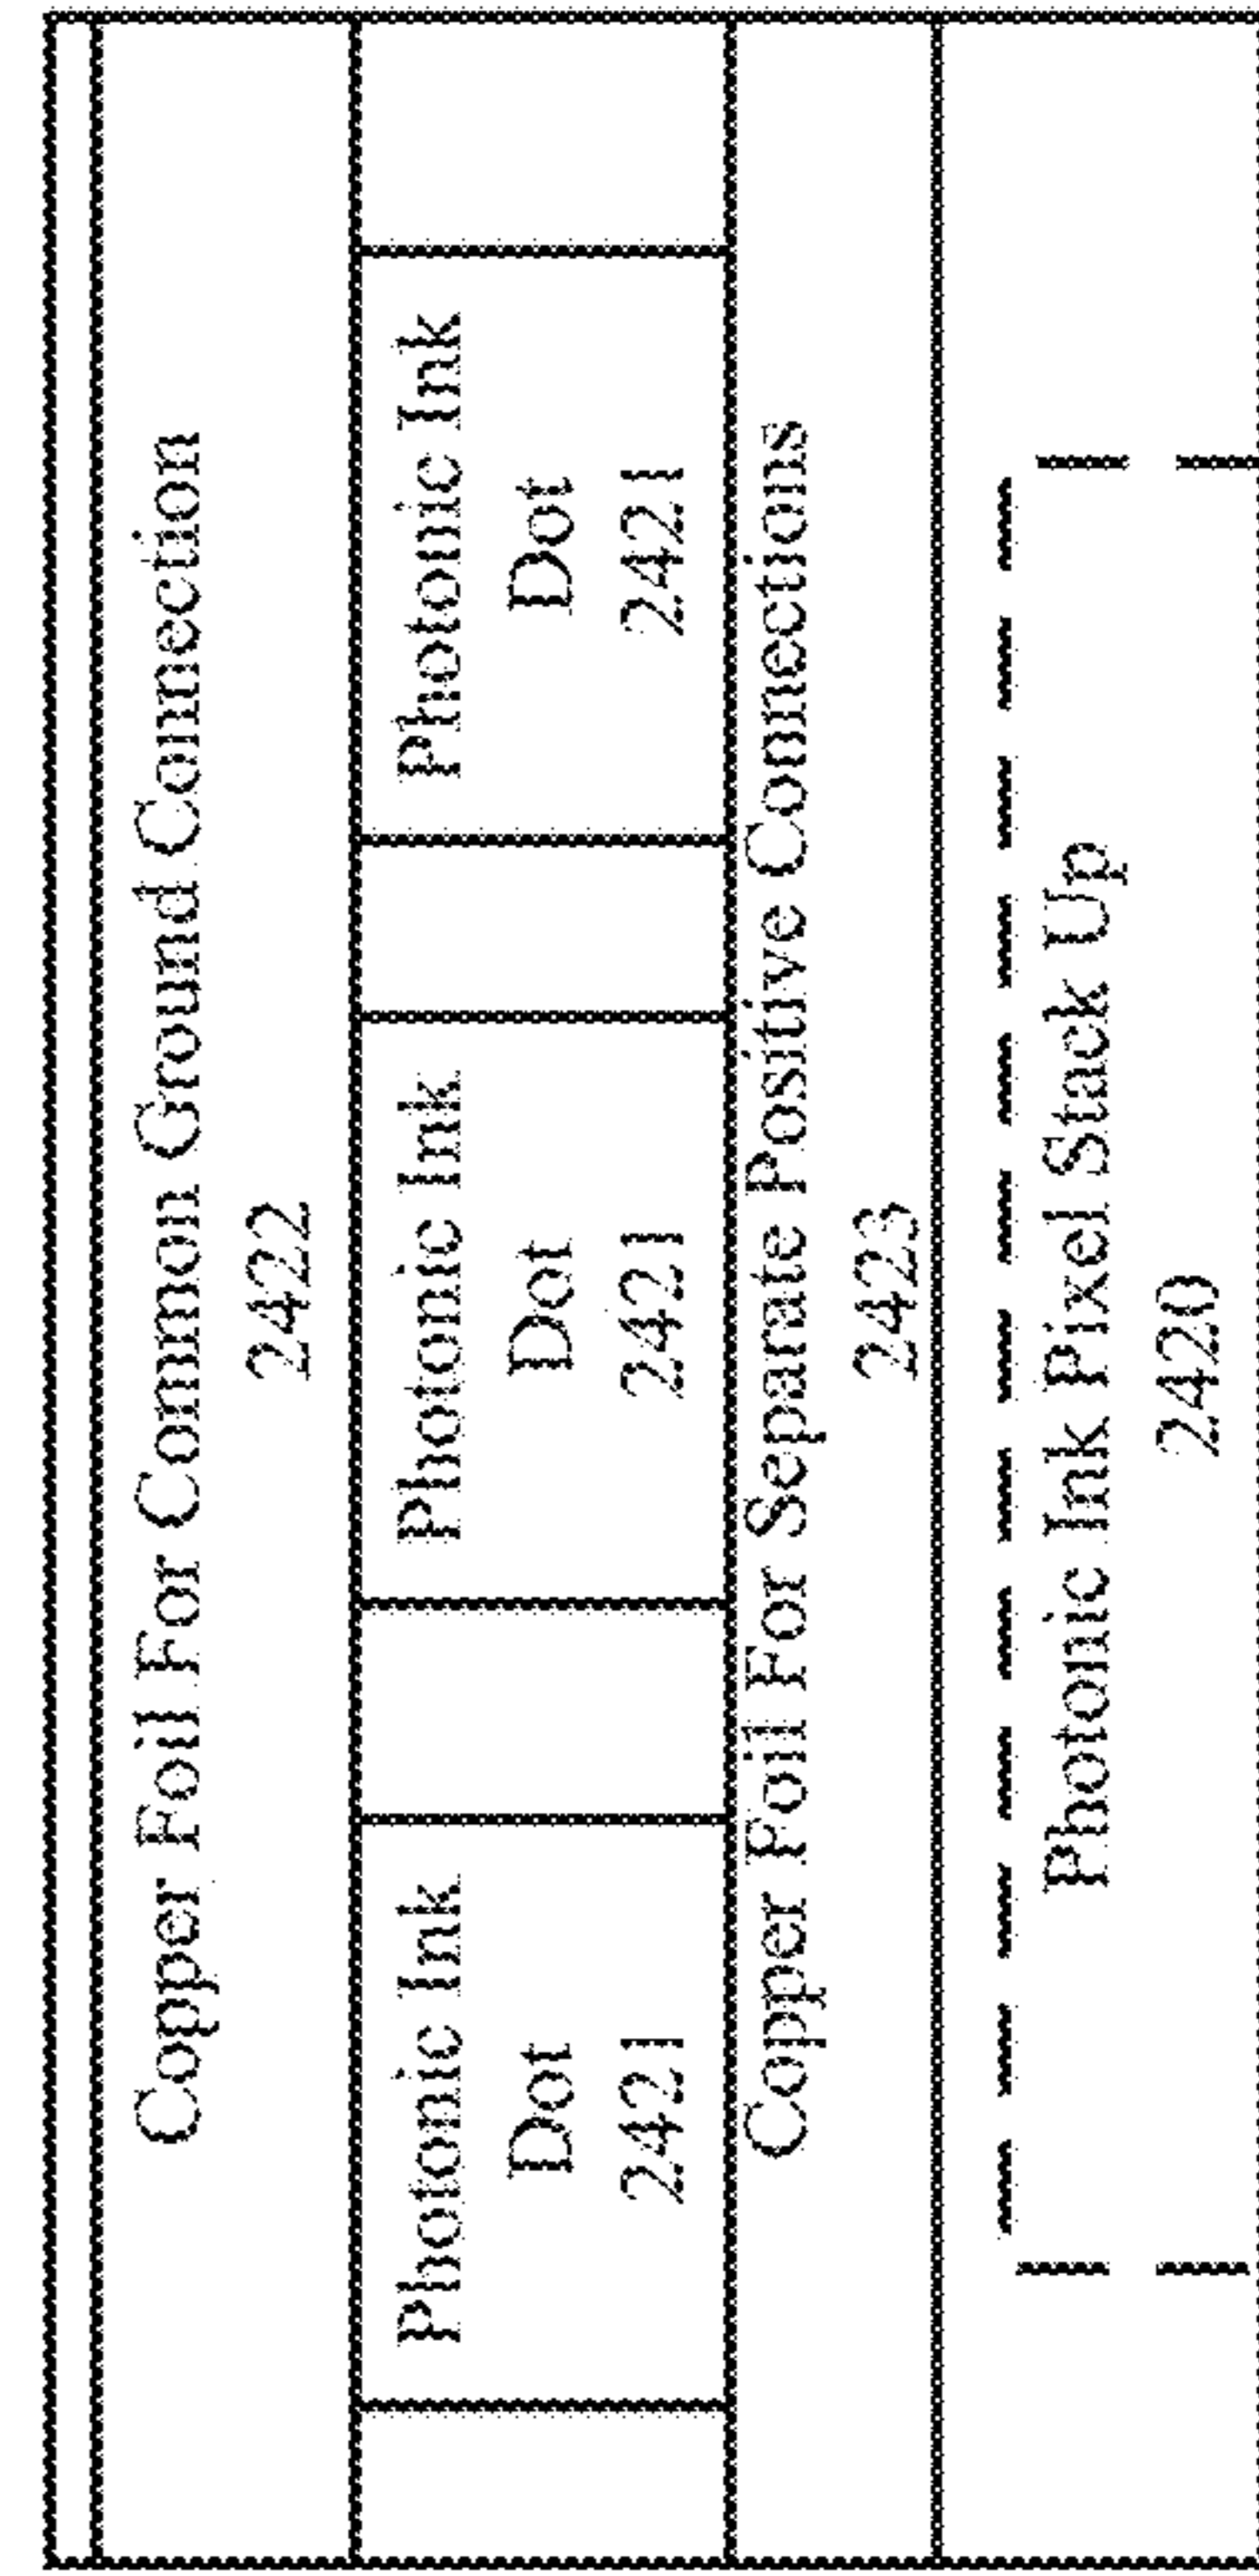 Copper Foil For Common Ground Connection
2422
Photonic Ink
Dot
2421
Photonic Ink
Dot
2421
Photonic Ink
Dot
2421
Copper Foil For Separate Positive Connections
2423
Photonic Ink Pixel Stack Up
2420